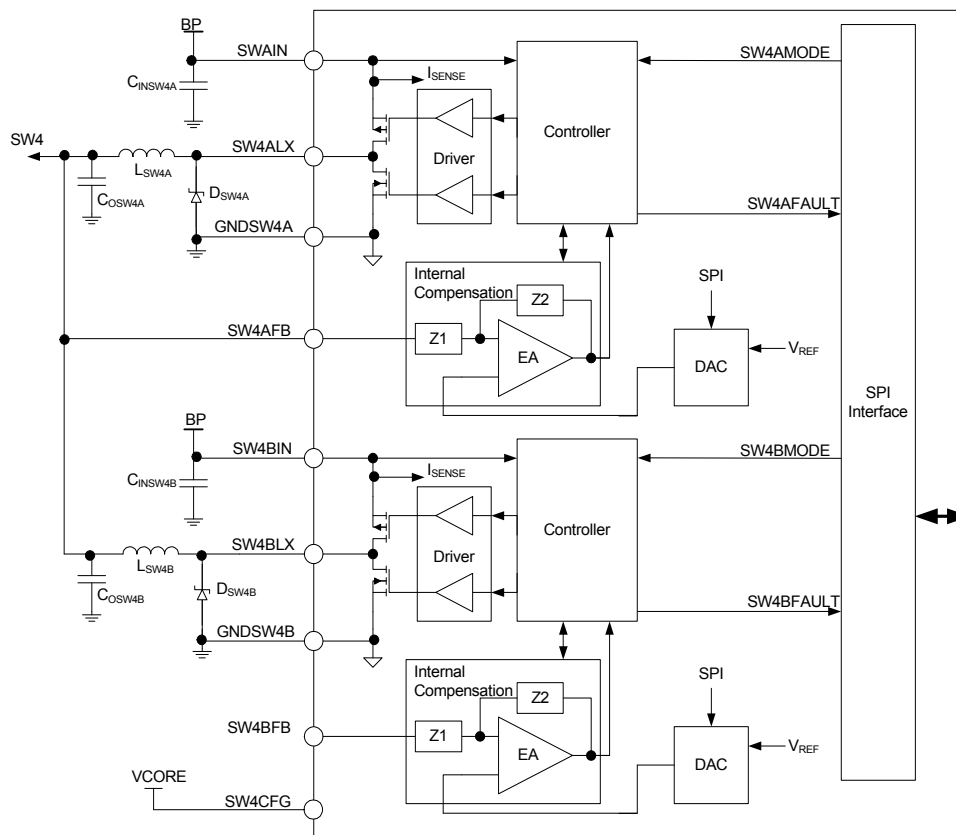 BP
SWAIN
CINSW4A
ISENSE
SW4AMODE
Controller
SW4
LSW4A
SW4ALX
Driver
COSW4A
DSW4A
GNDSW4A
SW4AFAULT
Internal
Compensation
Z2
SPI
SW4AFB
Z1
EA
DAC
VREF
SPI
Interface
BP
SW4BIN
CINSW4B
ISENSE
SW4BMODE
Controller
LSW4B
SW4BLX
Driver
COSW4B
DSW4B
GNDSW4B
SW4BFAULT
Internal
Compensation
Z2
SPI
SW4BFB
Z1
EA
DAC
VREF
VCORE
SW4CFG